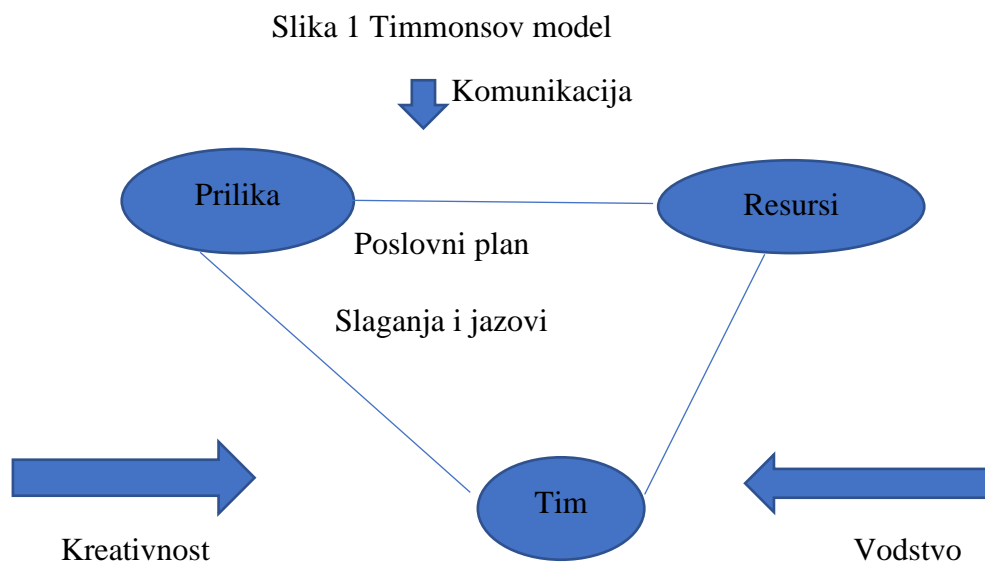 Slika 1 Timmonsov model
Komunikacija
Prilika
Resursi
Poslovni plan
Slaganja i jazovi
Tim
Kreativnost
Vodstvo